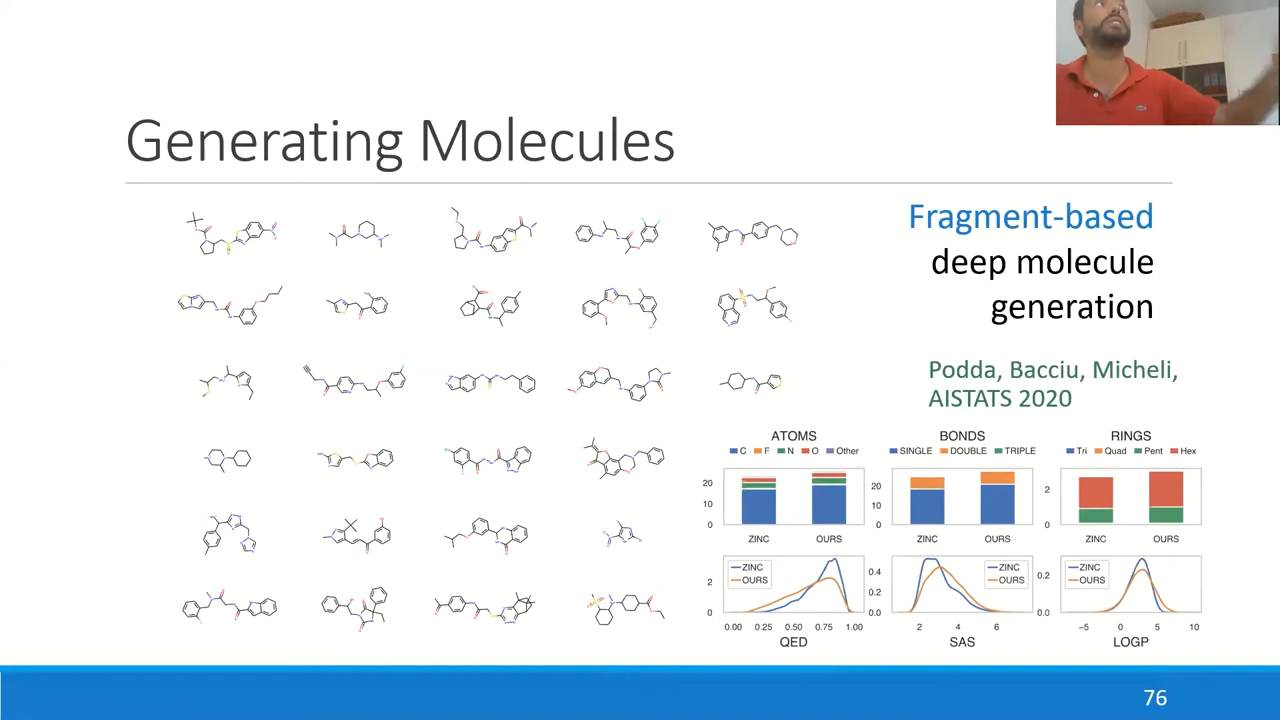 Generating Molecules
Fragment-based
deep molecule
generation
Podda, Bacciu, Micheli,
AISTATS 2020
ATOMS
C F N O Other
20
10
0
ZINC OURS
BONDS
SINGLE DOUBLE TRIPLE
20
10
0
ZINC OURS
RINGS
Tri Quad Pent Hex
2
0
ZINC OURS
ZINC
OURS
2
0
0.00 0.25 0.50 0.75 1.00
QED
ZINC
OURS
0.4
0.2
0.0
2 4 6
SAS
ZINC
OURS
0.2
0.0
−5 0 5 10
LOGP
76